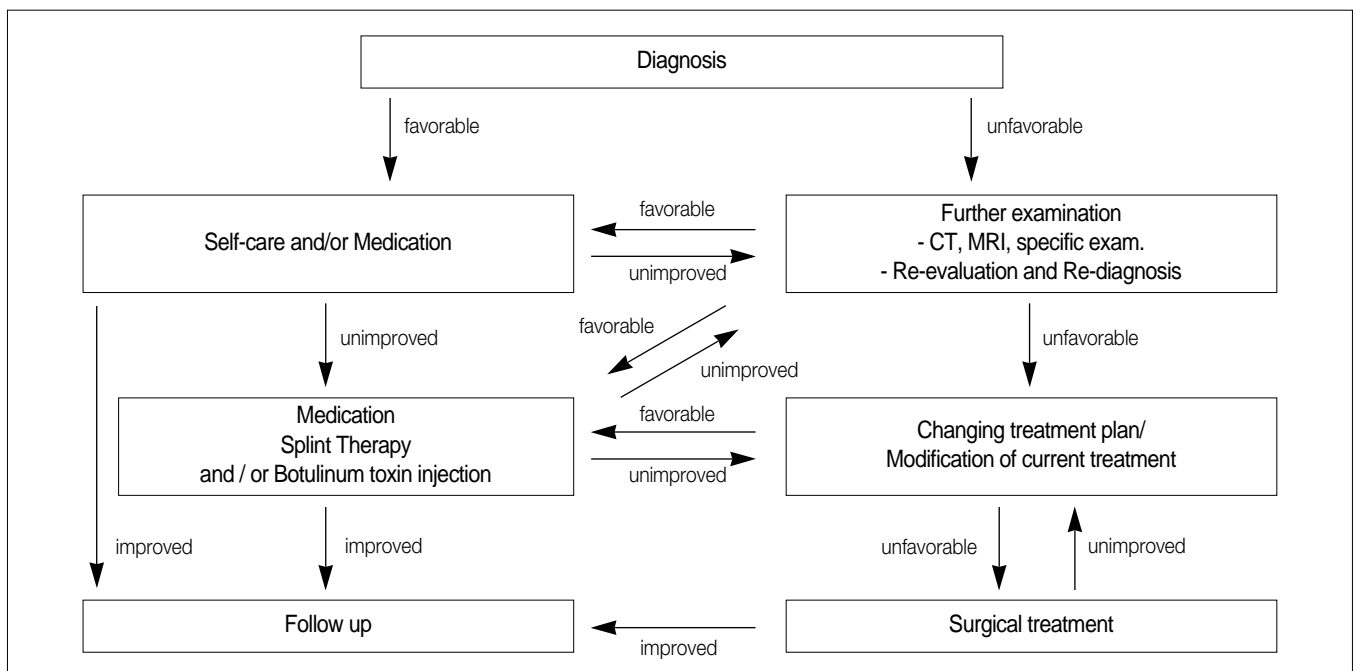 Diagnosis
favorable
unfavorable
Self-care and/or Medication
favorable
unimproved
Further examination
- CT, MRI, specific exam.
- Re-evaluation and Re-diagnosis
unimproved
favorable
unimproved
unfavorable
Medication
Splint Therapy
and / or Botulinum toxin injection
favorable
unimproved
Changing treatment plan/
Modification of current treatment
improved
improved
unfavorable
unimproved
Follow up
improved
Surgical treatment